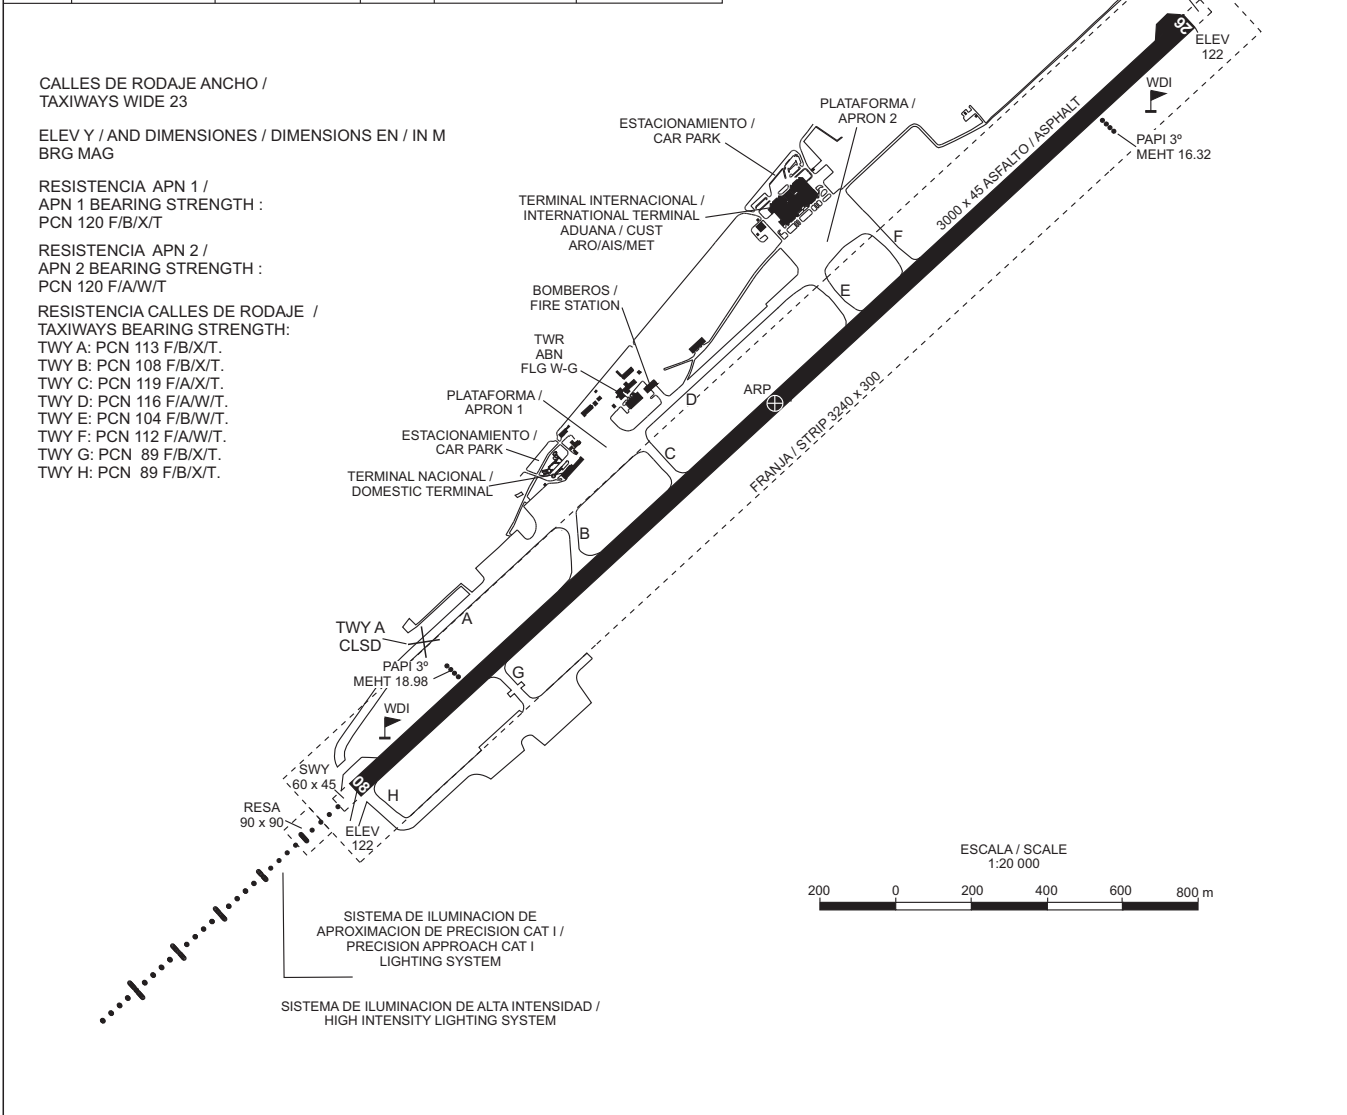 CALLES DE RODAJE ANCHO /
TAXIWAYS WIDE 23
ELEV Y / AND DIMENSIONES / DIMENSIONS EN / IN M
BRG MAG
RESISTENCIA APN 1 /
APN 1 BEARING STRENGTH :
PCN 120 F/B/X/T
RESISTENCIA APN 2 /
APN 2 BEARING STRENGTH :
PCN 120 F/A/W/T
RESISTENCIA CALLES DE RODAJE /
TAXIWAYS BEARING STRENGTH:
TWY A: PCN 113 F/B/X/T.
TWY B: PCN 108 F/B/X/T.
TWY C: PCN 119 F/A/X/T.
TWY D: PCN 116 F/A/W/T.
TWY E: PCN 104 F/B/W/T.
TWY F: PCN 112 F/A/W/T.
TWY G: PCN 89 F/B/X/T.
TWY H: PCN 89 F/B/X/T.
26
ELEV
122
WDI
PAPI 3º
MEHT 16.32
PLATAFORMA /
APRON 2
ESTACIONAMIENTO /
CAR PARK
3000 x 45 ASFALTO / ASPHALT
TERMINAL INTERNACIONAL /
INTERNATIONAL TERMINAL
ADUANA / CUST
ARO/AIS/MET
F
E
BOMBEROS /
FIRE STATION
TWR
ABN
FLG W-G
D
ARP
FRANJA / STRIP 3240 x 300
PLATAFORMA /
APRON 1
ESTACIONAMIENTO /
CAR PARK
C
TERMINAL NACIONAL /
DOMESTIC TERMINAL
B
A
TWY A
CLSD
PAPI 3º
MEHT 18.98
G
WDI
SWY
60 x 45
08
H
RESA
90 x 90
ELEV
122
ESCALA / SCALE
1:20 000
200 0 200 400 600 800 m
SISTEMA DE ILUMINACION DE
APROXIMACION DE PRECISION CAT I /
PRECISION APPROACH CAT I
LIGHTING SYSTEM
SISTEMA DE ILUMINACION DE ALTA INTENSIDAD /
HIGH INTENSITY LIGHTING SYSTEM